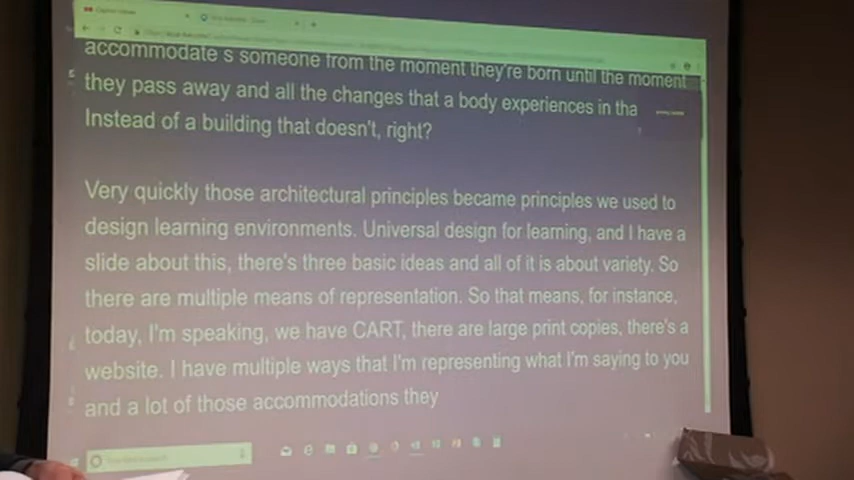 accommodate s someone from the moment they're born until the moment
they pass away and all the changes that a body experiences in tha
Instead of a building that doesn't, right?
Very quickly those architectural principles became principles we used to
design learning environments. Universal design for learning, and I have a
slide about this, there's three basic ideas and all of it is about variety. So
there are multiple means of representation. So that means, for instance,
today, I'm speaking, we have CART, there are large print copies, there's a
website. I have multiple ways that I'm representing what I'm saying to you
and a lot of those accommodations they